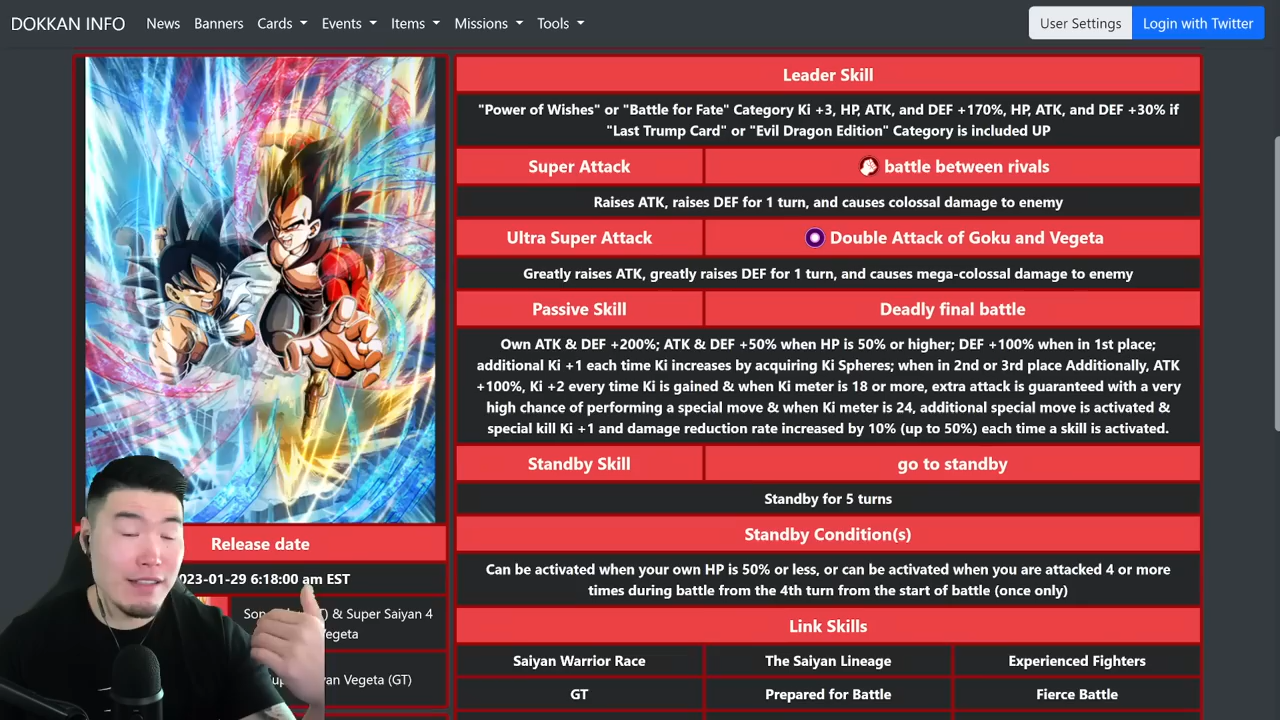 DOKKAN INFO News Banners Cards Events Items Missions Tools User Settings Login with Twitter
Leader Skill
"Power of Wishes" or "Battle for Fate" Category Ki +3, HP, ATK, and DEF +170%, HP, ATK, and DEF +30% if
"Last Trump Card" or "Evil Dragon Edition" Category is included UP
Super Attack battle between rivals
Raises ATK, raises DEF for 1 turn, and causes colossal damage to enemy
Ultra Super Attack Double Attack of Goku and Vegeta
Greatly raises ATK, greatly raises DEF for 1 turn, and causes mega-colossal damage to enemy
Passive Skill Deadly final battle
Own ATK & DEF +200%; ATK & DEF +50% when HP is 50% or higher; DEF +100% when in 1st place;
additional Ki +1 each time Ki increases by acquiring Ki Spheres; when in 2nd or 3rd place Additionally, ATK
+100%, Ki +2 every time Ki is gained & when Ki meter is 18 or more, extra attack is guaranteed with a very
high chance of performing a special move & when Ki meter is 24, additional special move is activated &
special kill Ki +1 and damage reduction rate increased by 10% (up to 50%) each time a skill is activated.
Standby Skill go to standby
Standby for 5 turns
Standby Condition(s)
Can be activated when your own HP is 50% or less, or can be activated when you are attacked 4 or more
times during battle from the 4th turn from the start of battle (once only)
Link Skills
Saiyan Warrior Race The Saiyan Lineage Experienced Fighters
GT Prepared for Battle Fierce Battle
Release date
023-01-29 6:18:00 am EST
) & Super Saiyan 4
Vegeta (GT)